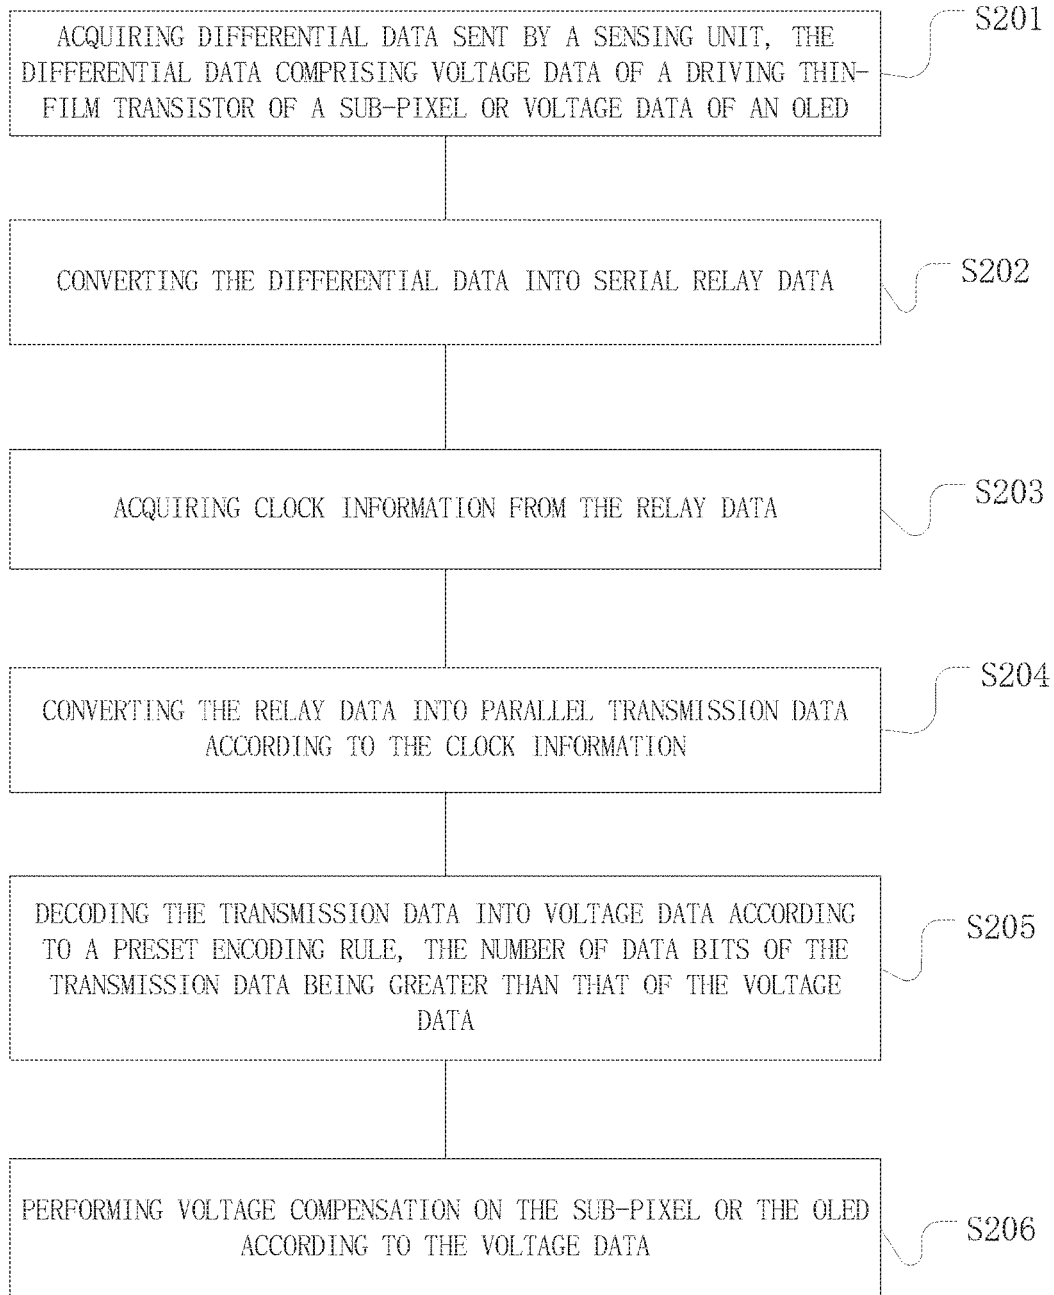 ACQUIRING DIFFERENTIAL DATA SENT BY A SENSING UNIT, THE
DIFFERENTIAL DATA COMPRISING VOLTAGE DATA OF A DRIVING THIN-
FILM TRANSISTOR OF A SUB-PIXEL OR VOLTAGE DATA OF AN OLED
S201
CONVERTING THE DIFFERENTIAL DATA INTO SERIAL RELAY DATA
S202
ACQUIRING CLOCK INFORMATION FROM THE RELAY DATA
S203
CONVERTING THE RELAY DATA INTO PARALLEL TRANSMISSION DATA
ACCORDING TO THE CLOCK INFORMATION
S204
DECODING THE TRANSMISSION DATA INTO VOLTAGE DATA ACCORDING
TO A PRESET ENCODING RULE, THE NUMBER OF DATA BITS OF THE
TRANSMISSION DATA BEING GREATER THAN THAT OF THE VOLTAGE
DATA
S205
PERFORMING VOLTAGE COMPENSATION ON THE SUB-PIXEL OR THE OLED
ACCORDING TO THE VOLTAGE DATA
S206